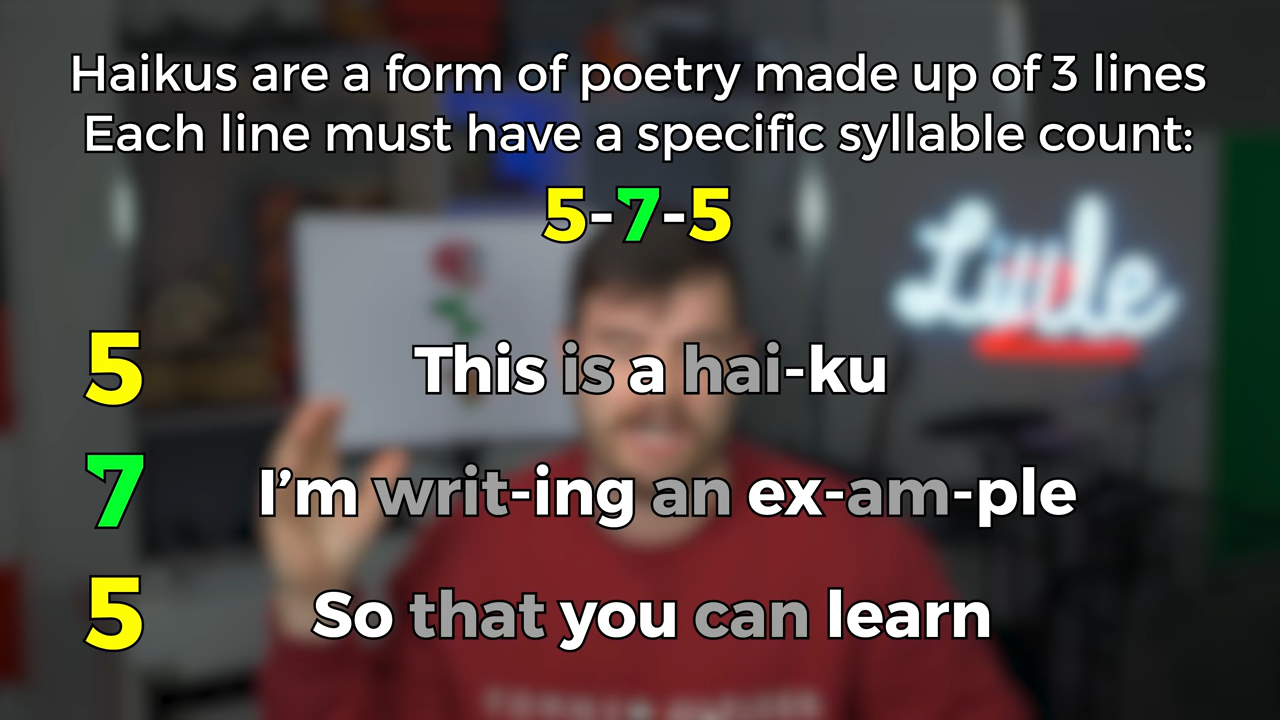 Haikus are a form of poetry made up of 3 lines
Each line must have a specific syllable count:
5-7-5
5 This is a hai-ku
7 I'm writ-ing an ex-am-ple
5 So that you can learn